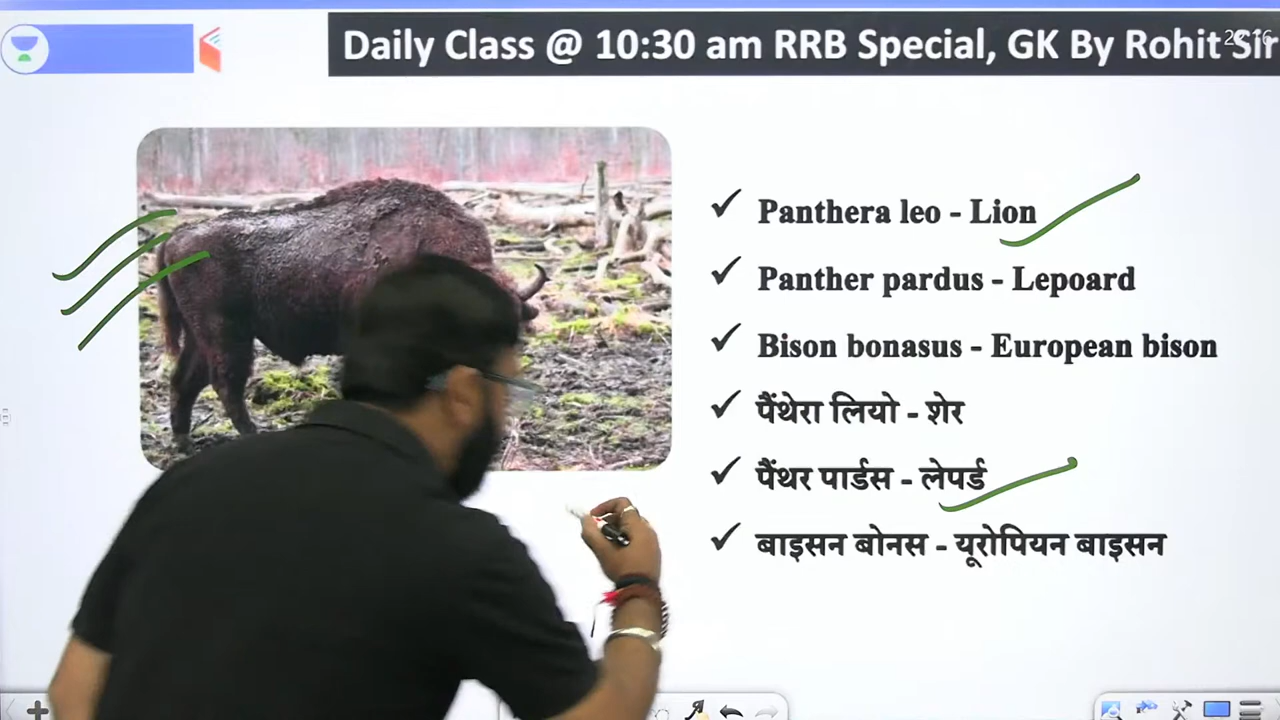 Daily Class @ 10:30 am RRB Special, GK By Rohit Sir
Panthera leo - Lion
Panther pardus - Lepoard
Bison bonasus - European bison
पैंथेरा लियो - शेर
पैंथर पार्डस - लेपर्ड
बाइसन बोनस - यूरोपियन बाइसन